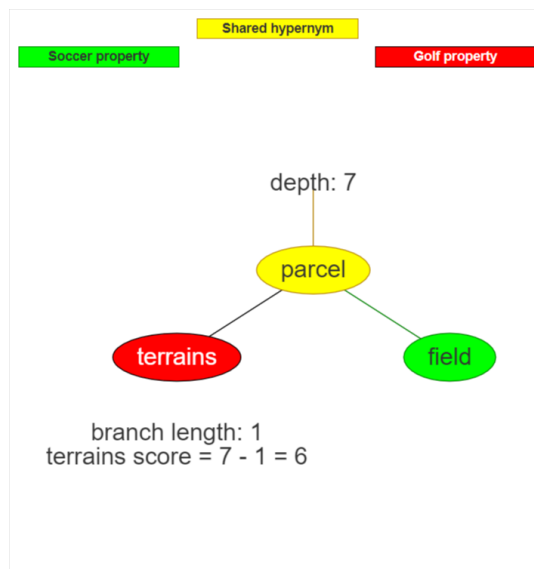 Shared hypernym
Soccer property
Golf property
depth: 7
parcel
terrains
field
branch length: 1
terrains score = 7 - 1 = 6